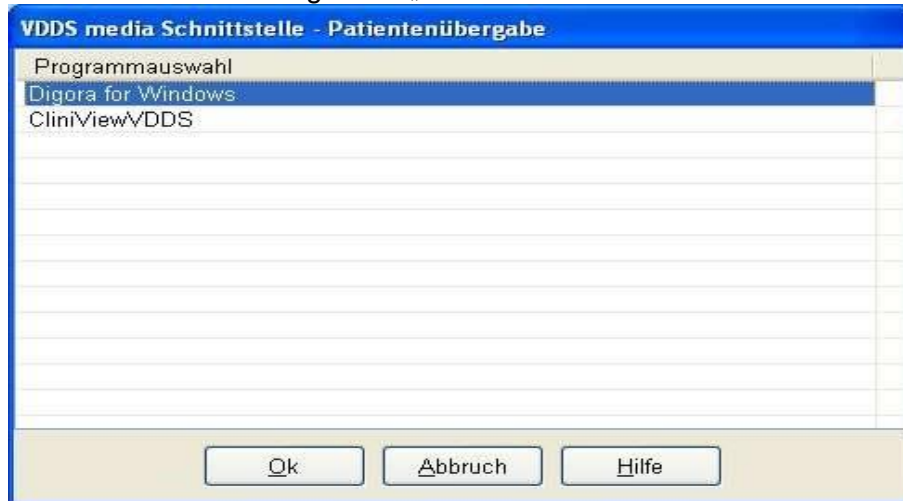 VDDS media Schnittstelle - Patientenübergabe
Programmauswahl
Digora for Windows
CliniViewVDDS
Ok Abbruch Hilfe